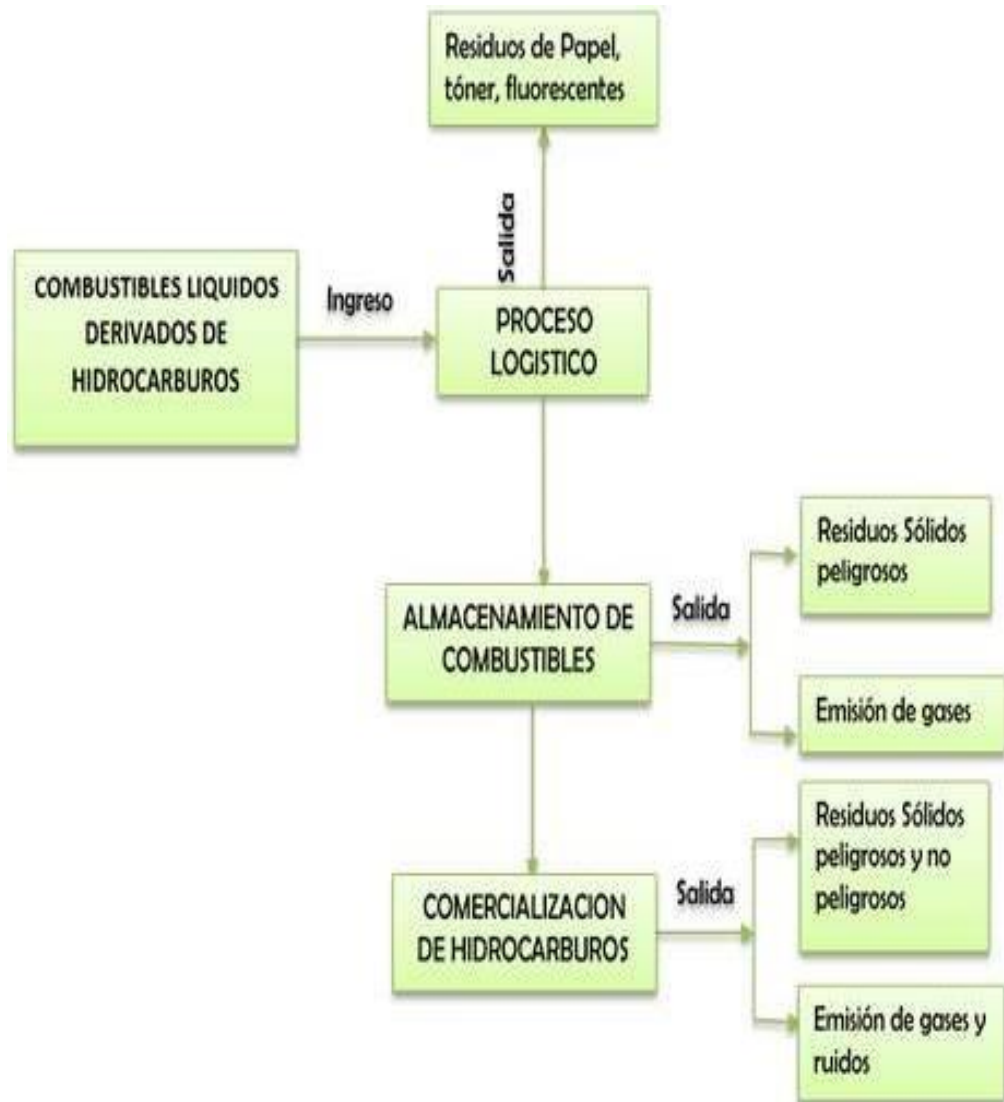 Residuos de Papel,
tóner, fluorescentes
Salida
COMBUSTIBLES LIQUIDOS
DERIVADOS DE
HIDROCARBUROS
Ingreso
PROCESO
LOGISTICO
ALMACENAMIENTO DE
COMBUSTIBLES
Salida
Residuos Sólidos
peligrosos
Emisión de gases
COMERCIALIZACION
DE HIDROCARBUROS
Salida
Residuos Sólidos
peligrosos y no
peligrosos
Emisión de gases y
ruidos